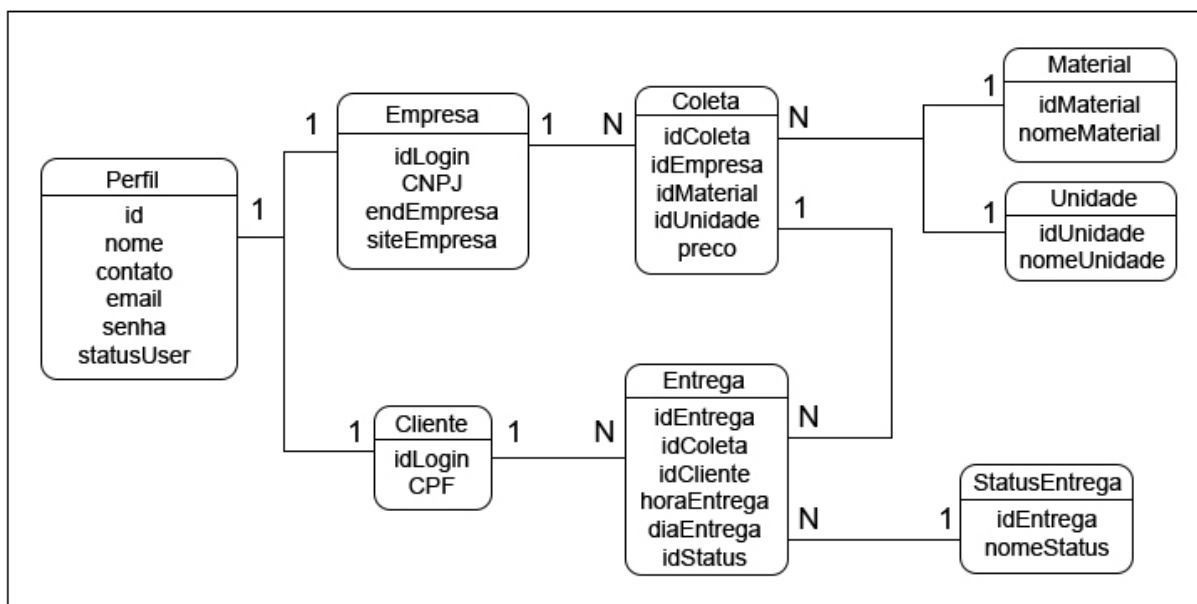 Perfil
id
nome
contato
email
senha
statusUser
1
1
1
Empresa
idLogin
CNPJ
endEmpresa
siteEmpresa
1
N
Coleta
idColeta
idEmpresa
idMaterial
idUnidade
preco
N
1
1
Material
idMaterial
nomeMaterial
1
Unidade
idUnidade
nomeUnidade
Cliente
idLogin
CPF
1
N
Entrega
idEntrega
idColeta
idCliente
horaEntrega
diaEntrega
idStatus
N
N
1
StatusEntrega
idEntrega
nomeStatus